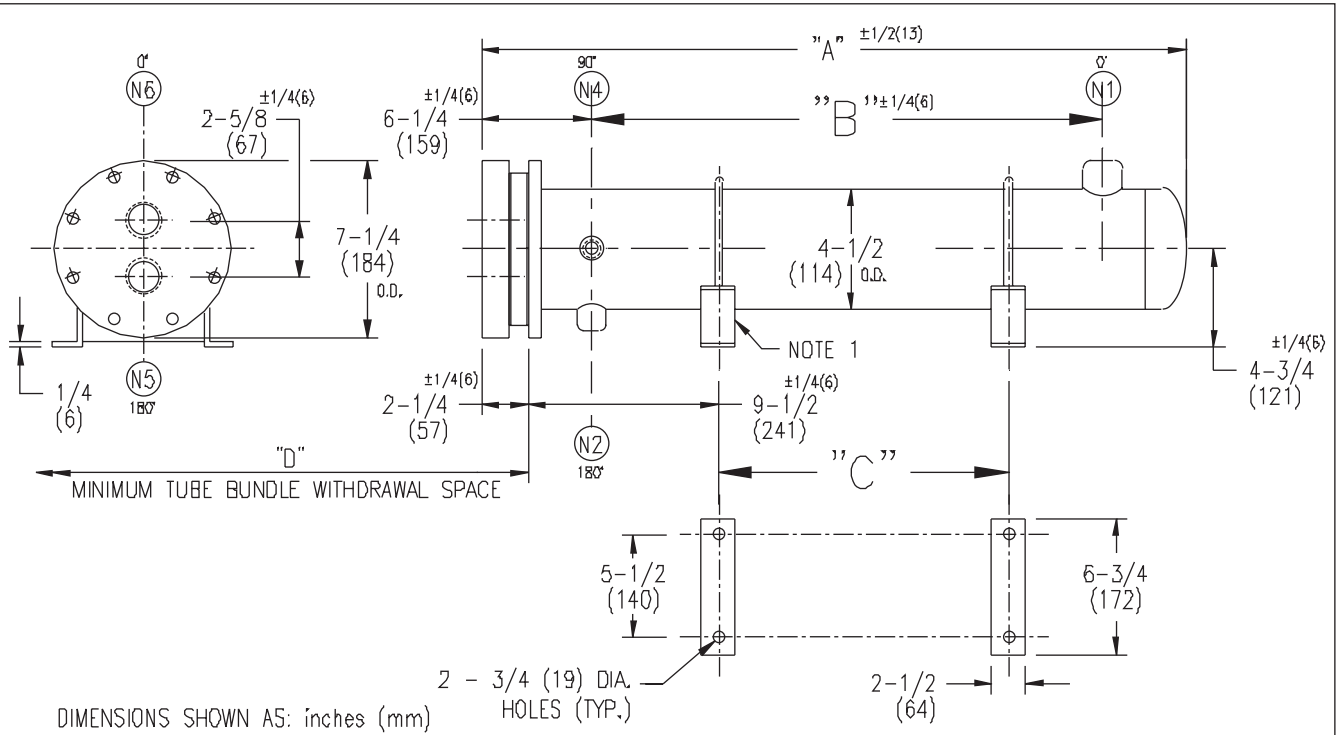 "A" ±1/2(13)
0°
N6
90°
N4
0°
N1
±1/4(6)
2-5/8
(67)
±1/4(6)
6-1/4
(159)
"B" ±1/4(6)
7-1/4
(184)
O.D.
4-1/2
(114) O.D.
NOTE 1
±1/4(6)
4-3/4
(121)
1/4
(6)
N5
180°
±1/4(6)
2-1/4
(57)
±1/4(6)
9-1/2
(241)
N2
180°
"D"
MINIMUM TUBE BUNDLE WITHDRAWAL SPACE
"C"
5-1/2
(140)
6-3/4
(172)
2 - 3/4 (19) DIA.
HOLES (TYP.)
2-1/2
(64)
DIMENSIONS SHOWN AS: inches (mm)